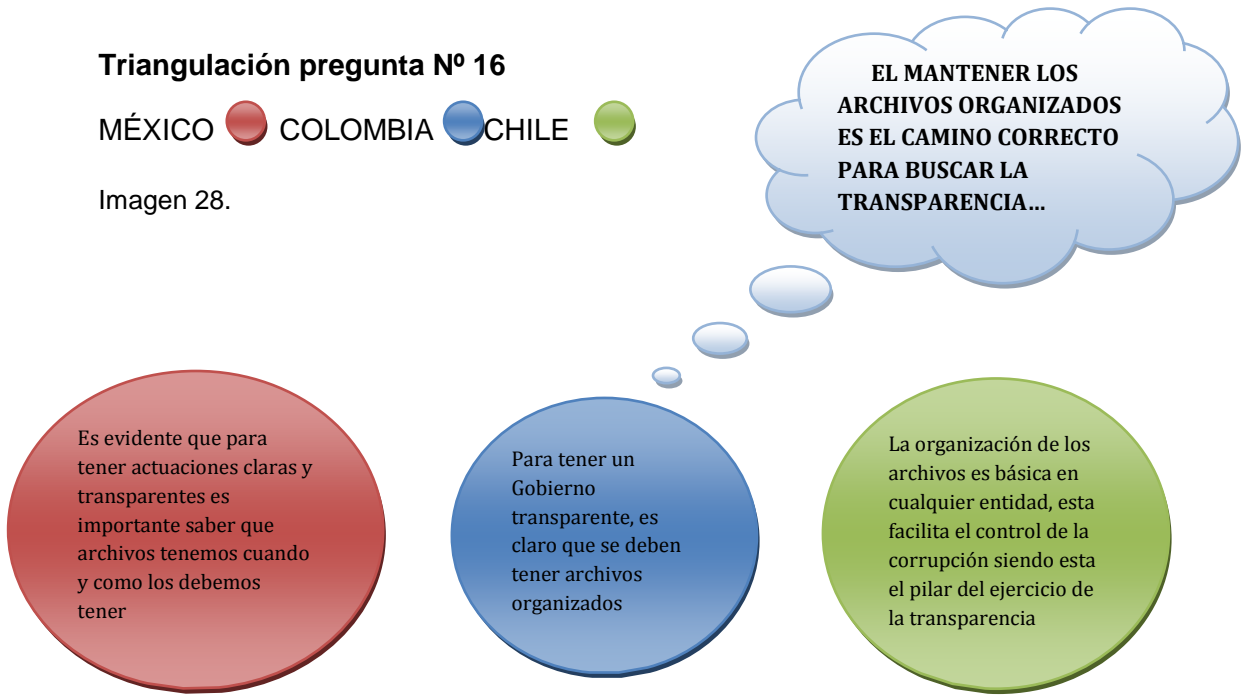 Triangulación pregunta Nº 16
MÉXICO COLOMBIA CHILE
Imagen 28.
EL MANTENER LOS
ARCHIVOS ORGANIZADOS
ES EL CAMINO CORRECTO
PARA BUSCAR LA
TRANSPARENCIA...
Es evidente que para
tener actuaciones claras y
transparentes es
importante saber que
archivos tenemos cuando
y como los debemos
tener
Para tener un
Gobierno
transparente, es
claro que se deben
tener archivos
organizados
La organización de los
archivos es básica en
cualquier entidad, esta
facilita el control de la
corrupción siendo esta
el pilar del ejercicio de
la transparencia